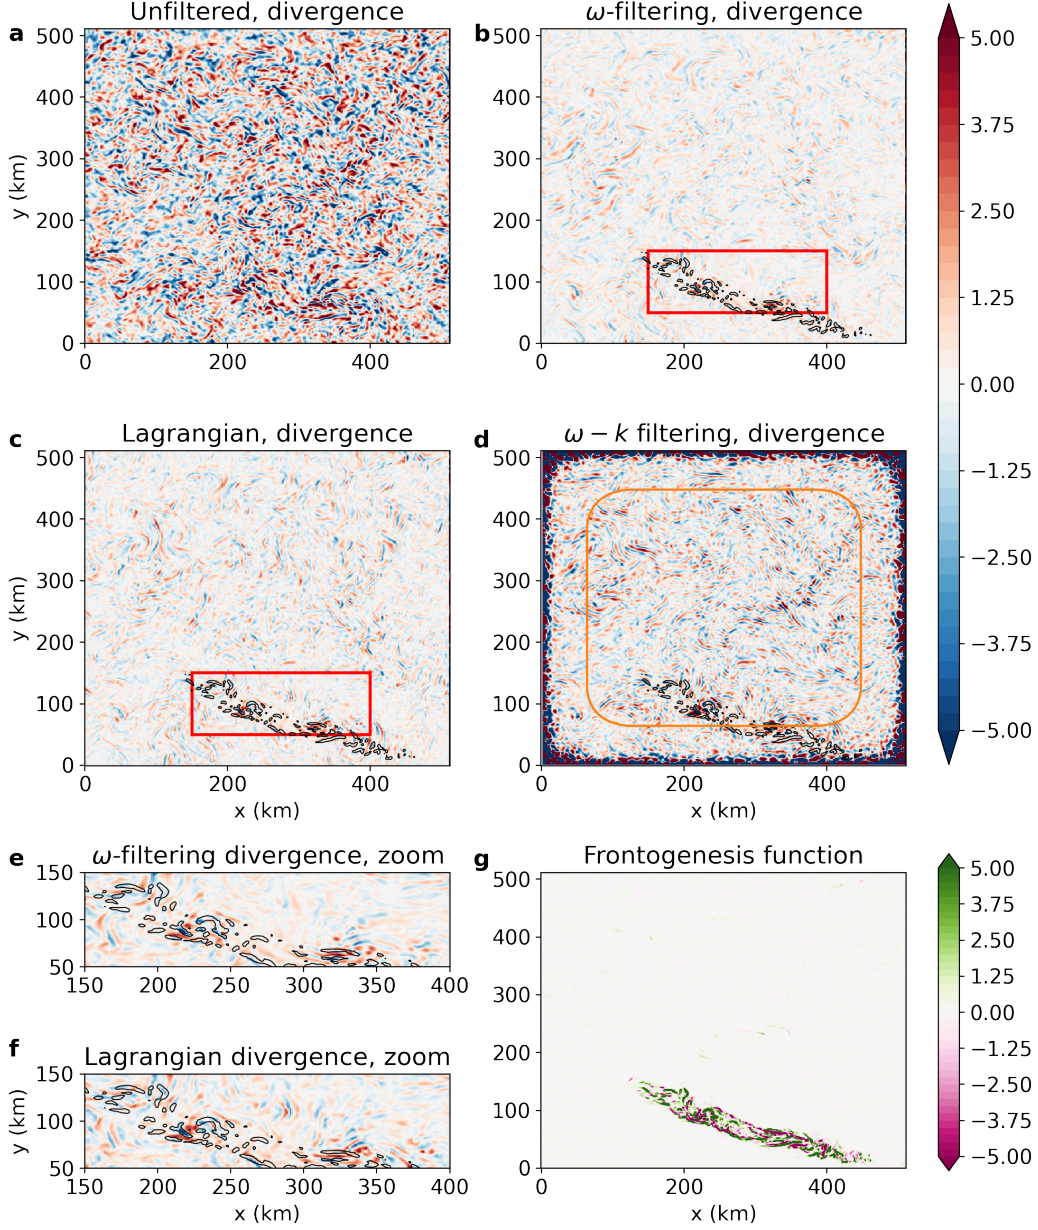 Unfiltered, divergence
a
500
400
300
200
100
0
y (km)
0 200 400
ω-filtering, divergence
b
500
400
300
200
100
0
0 200 400
5.00
3.75
2.50
1.25
0.00
−1.25
−2.50
−3.75
−5.00
Lagrangian, divergence
c
500
400
300
200
100
0
y (km)
0 200 400
x (km)
ω − k filtering, divergence
d
500
400
300
200
100
0
0 200 400
x (km)
ω-filtering divergence, zoom
e
150
100
50
y (km)
150 200 250 300 350 400
f
Lagrangian divergence, zoom
150
100
50
y (km)
150 200 250 300 350 400
x (km)
g
Frontogenesis function
500
400
300
200
100
0
0 200 400
x (km)
5.00
3.75
2.50
1.25
0.00
−1.25
−2.50
−3.75
−5.00